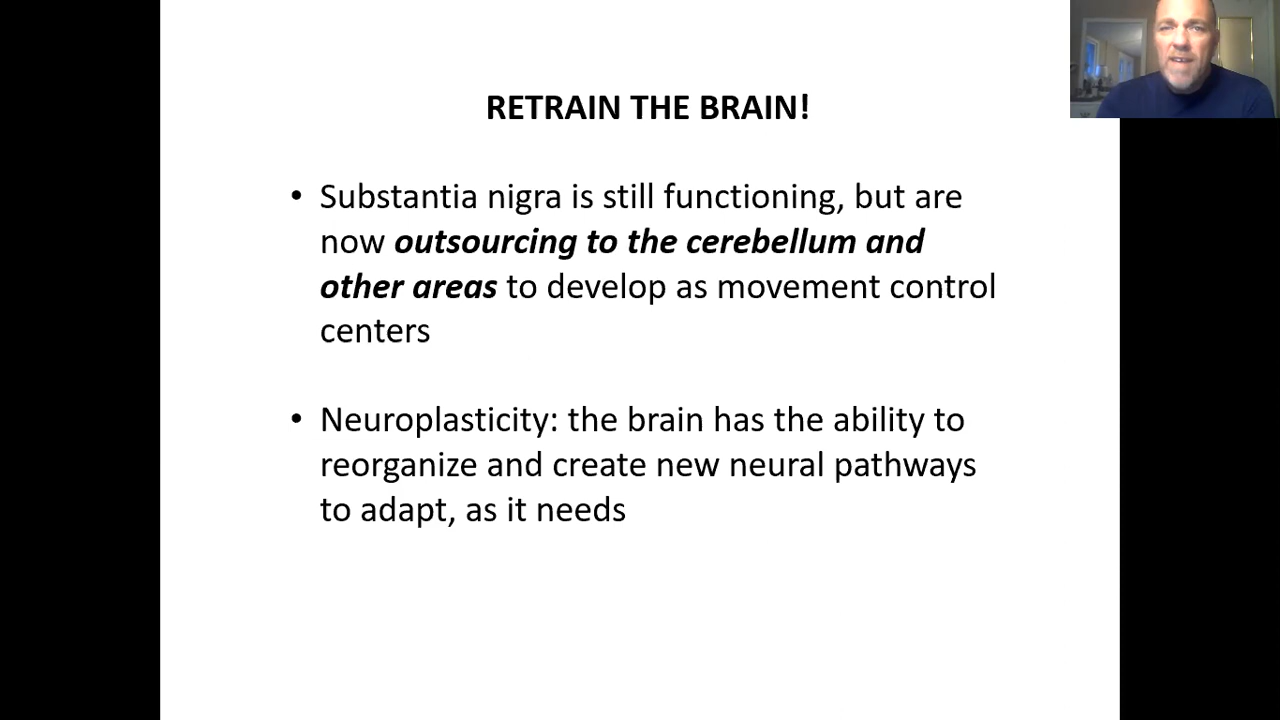 RETRAIN THE BRAIN!
• Substantia nigra is still functioning, but are
now outsourcing to the cerebellum and
other areas to develop as movement control
centers
• Neuroplasticity: the brain has the ability to
reorganize and create new neural pathways
to adapt, as it needs